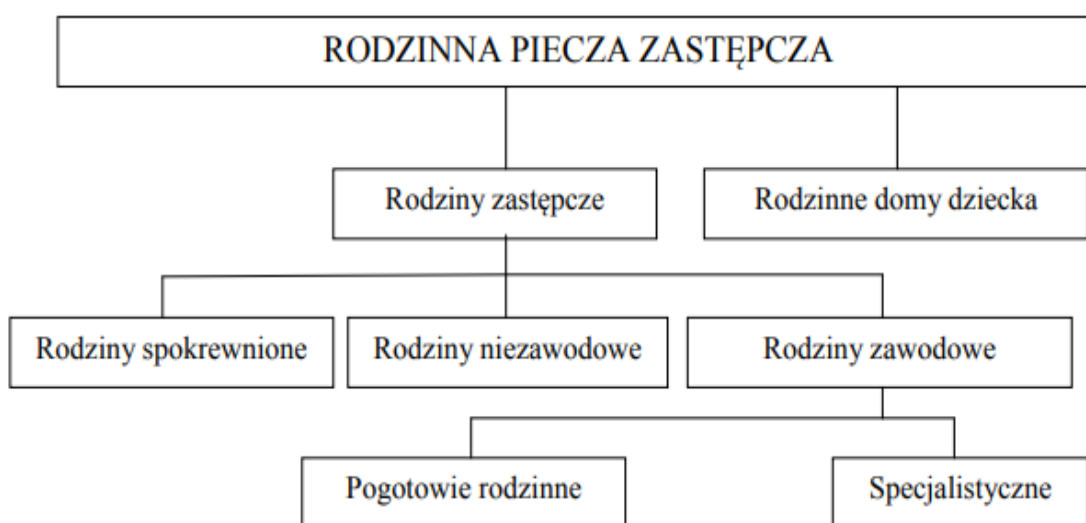 RODZINNA PIECZA ZASTĘPCZA
Rodziny zastępcze
Rodzinne domy dziecka
Rodziny spokrewnione
Rodziny niezawodowe
Rodziny zawodowe
Pogotowie rodzinne
Specjalistyczne